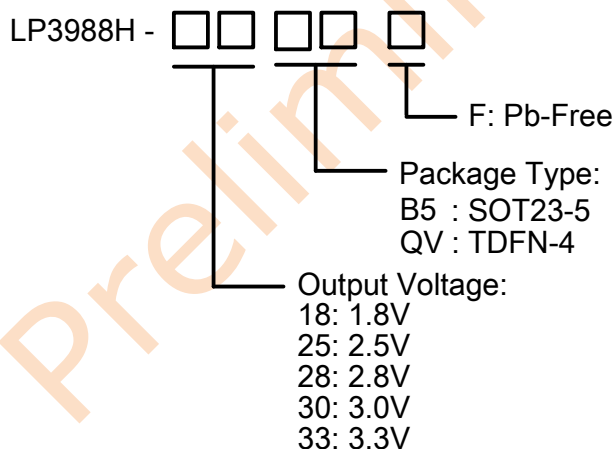 LP3988H -
F: Pb-Free
Package Type:
B5 : SOT23-5
QV : TDFN-4
Output Voltage:
18: 1.8V
25: 2.5V
28: 2.8V
30: 3.0V
33: 3.3V
Prelimi